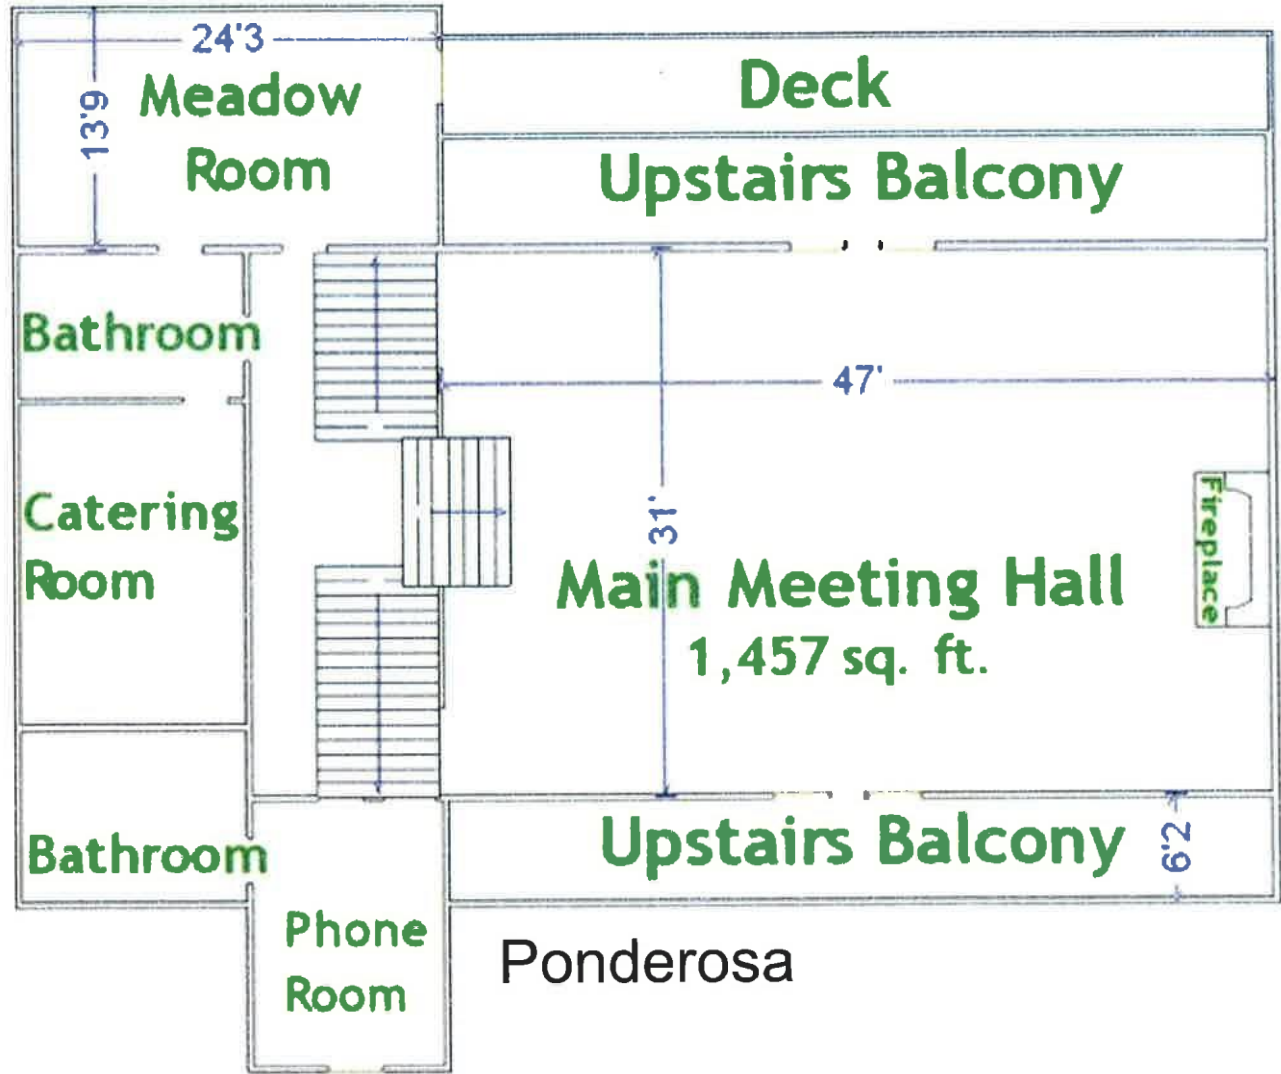 24'3
13'9
Meadow
Room
Deck
Upstairs Balcony
Bathroom
47'
Catering
Room
31'
Fireplace
Main Meeting Hall
1,457 sq. ft.
Bathroom
Upstairs Balcony
6'2
Phone
Room
Ponderosa